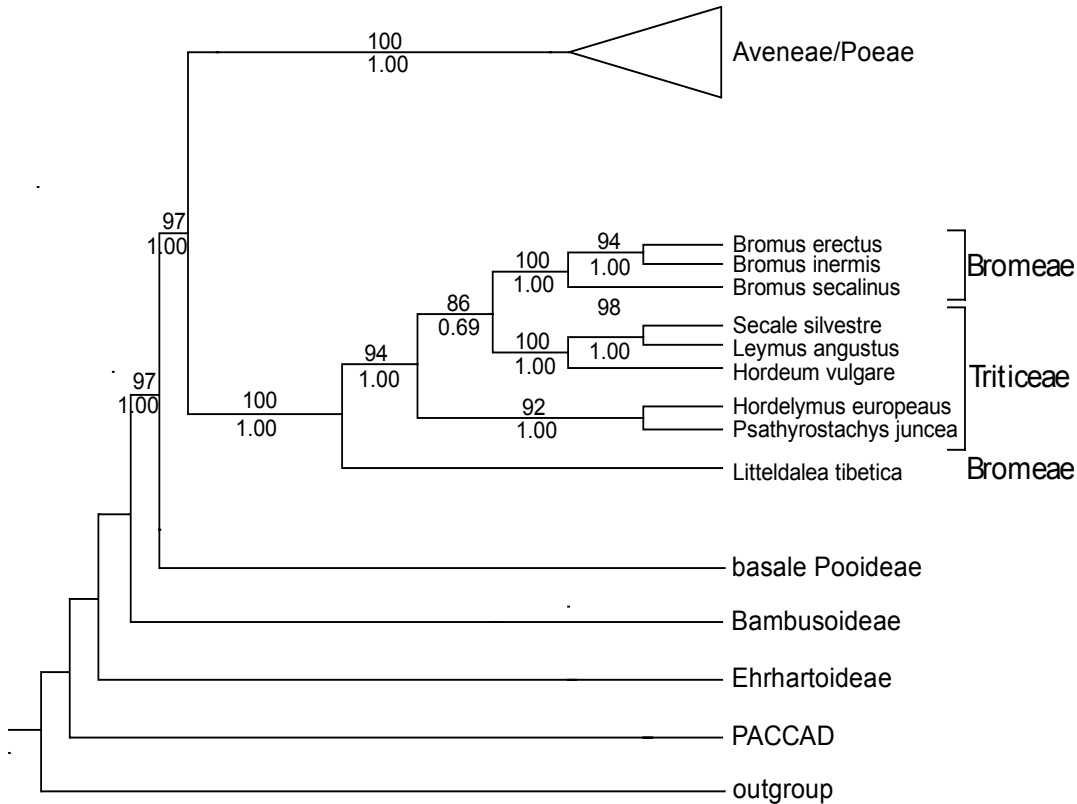 100
1.00
Aveneae/Poeae
97
1.00
94
1.00
Bromus erectus
Bromus inermis
Bromus secalinus
Bromeae
100
1.00
86
0.69
98
1.00
Secale silvestre
Leymus angustus
Hordeum vulgare
Triticeae
100
1.00
94
1.00
97
1.00
100
1.00
92
1.00
Hordelymus europeaus
Psathyrostachys juncea
Litteldalea tibetica
Bromeae
basale Pooideae
Bambusoideae
Ehrhartoideae
PACCAD
outgroup